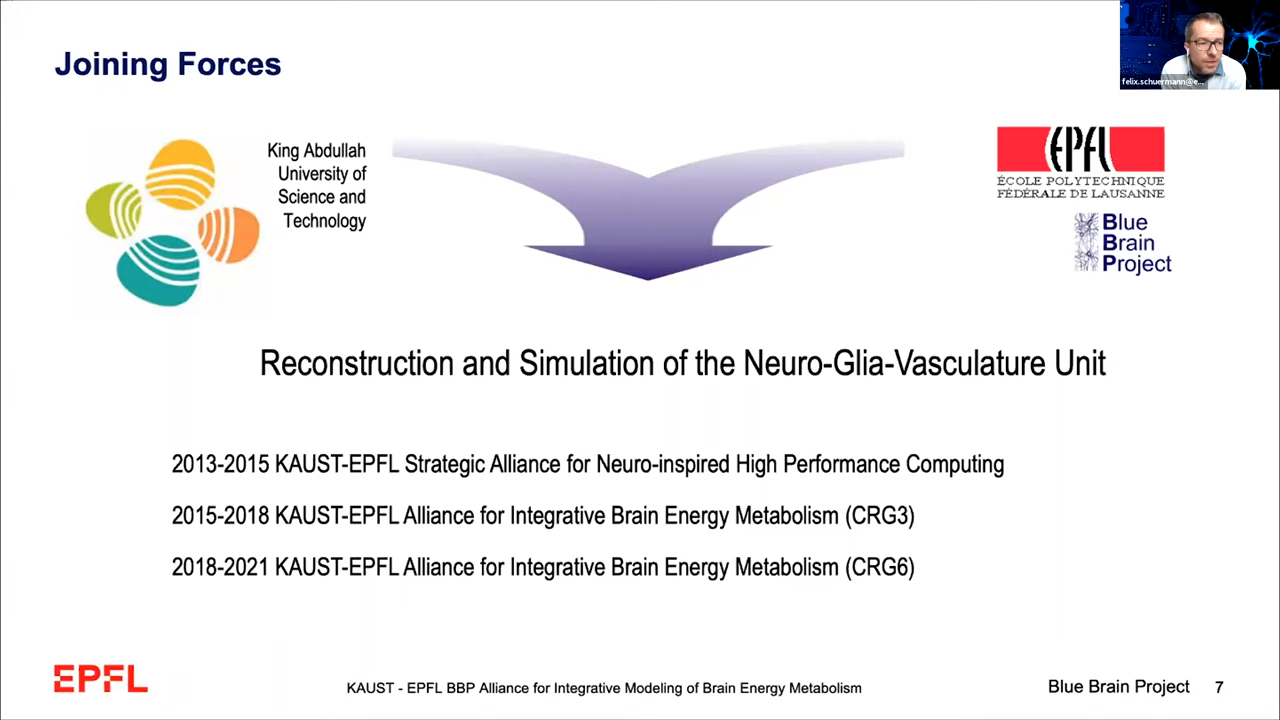 Joining Forces
felix.schuermann@e...
King Abdullah
University of
Science and
Technology
EPFL
ÉCOLE POLYTECHNIQUE
FÉDÉRALE DE LAUSANNE
Blue
Brain
Project
Reconstruction and Simulation of the Neuro-Glia-Vasculature Unit
2013-2015 KAUST-EPFL Strategic Alliance for Neuro-inspired High Performance Computing
2015-2018 KAUST-EPFL Alliance for Integrative Brain Energy Metabolism (CRG3)
2018-2021 KAUST-EPFL Alliance for Integrative Brain Energy Metabolism (CRG6)
EPFL
KAUST - EPFL BBP Alliance for Integrative Modeling of Brain Energy Metabolism
Blue Brain Project 7